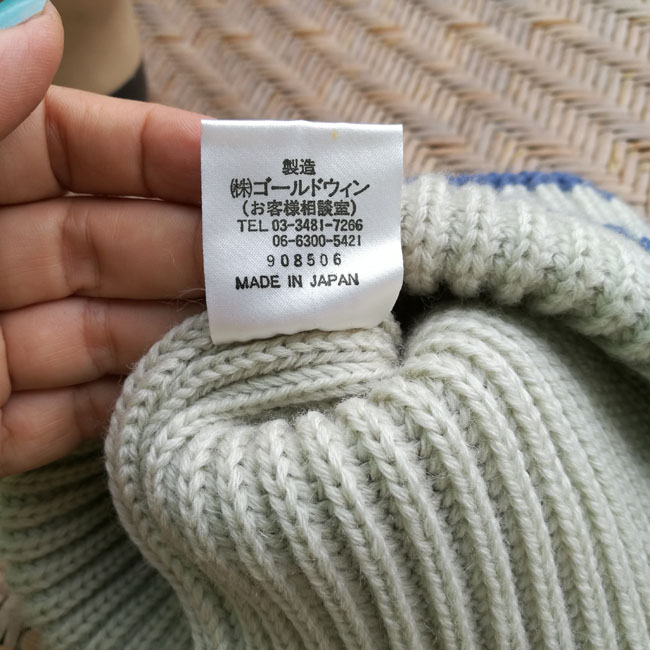 製造
㈱ゴールドウィン
(お客様相談室)
TEL 03-3481-7266
06-6300-5421
908506
MADE IN JAPAN